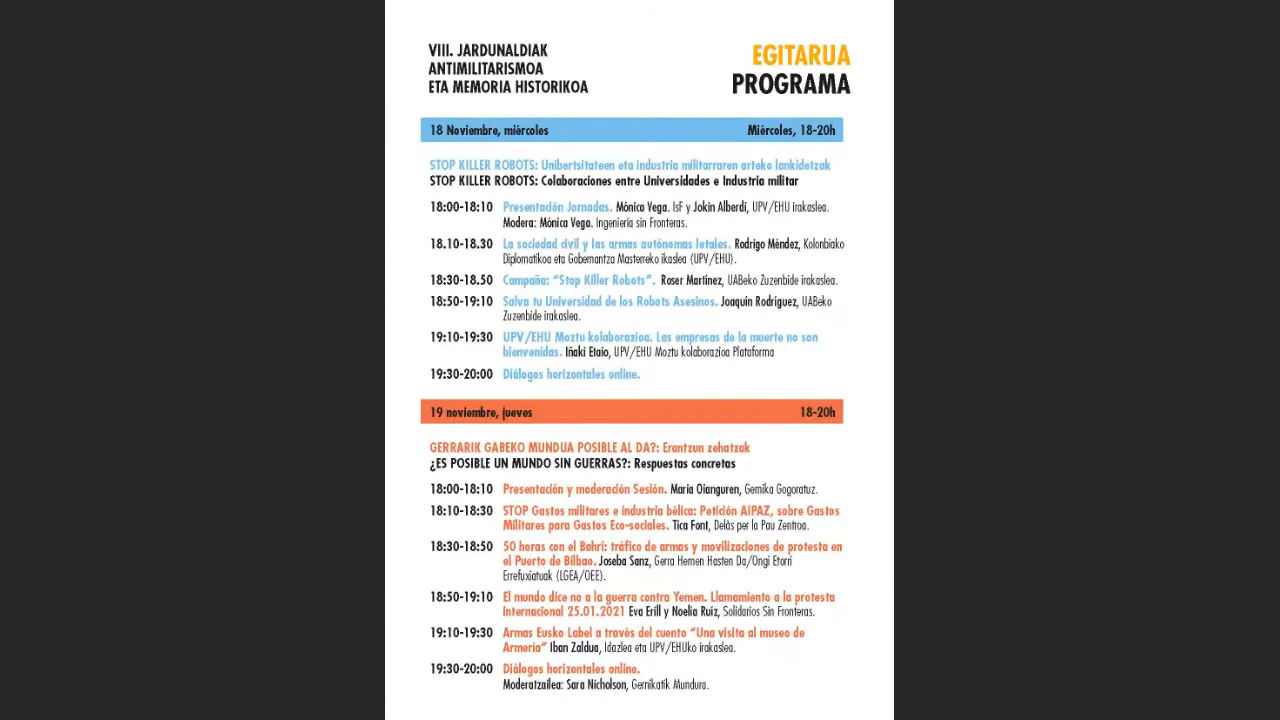 VIII. JARDUNALDIAK
ANTIMILITARISMOA
ETA MEMORIA HISTORIKOA
EGITARUA
PROGRAMA
18 Noviembre, miércoles
Miércoles, 18-20h
STOP KILLER ROBOTS: Unibertsitateen eta industria militarraren arteko lankidetzak
STOP KILLER ROBOTS: Colaboraciones entre Universidades e Industria militar
18:00-18:10 Presentación Jornadas. Mónica Vega. IsF y Jokin Alberdi, UPV/EHU irakaslea.
Modera: Mónica Vega. Ingeniería sin Fronteras.
18.10-18.30 La sociedad civil y las armas autónomas letales. Rodrigo Méndez, Kolonbiako
Diplomatikoa eta Gobernantza Masterreko ikaslea (UPV/EHU).
18:30-18.50 Campaña: "Stop Killer Robots". Roser Martínez, UABeko Zuzenbide irakaslea.
18:50-19:10 Salva tu Universidad de los Robots Asesinos. Joaquín Rodríguez, UABeko
Zuzenbide irakaslea.
19:10-19:30 UPV/EHU Moztu kolaborazioa. Las empresas de la muerte no son
bienvenidas. Iñaki Etaio, UPV/EHU Moztu kolaborazioa Plataforma
19:30-20:00 Diálogos horizontales online.
19 noviembre, jueves
18-20h
GERRARIK GABEKO MUNDUA POSIBLE AL DA?: Erantzun zehatzak
¿ES POSIBLE UN MUNDO SIN GUERRAS?: Respuestas concretas
18:00-18:10 Presentación y moderación Sesión. Maria Oianguren, Gernika Gogoratuz.
18:10-18:30 STOP Gastos militares e industria bélica: Petición AIPAZ, sobre Gastos
Militares para Gastos Eco-sociales. Tica Font, Delàs per la Pau Zentroa.
18:30-18:50 50 horas con el Bahri: tráfico de armas y movilizaciones de protesta en
el Puerto de Bilbao. Joseba Sanz, Gerra Hemen Hasten Da/Ongi Etorri
Errefuxiatuak (LGEA/OEE).
18:50-19:10 El mundo dice no a la guerra contra Yemen. Llamamiento a la protesta
internacional 25.01.2021 Eva Erill y Noelia Ruiz, Solidarios Sin Fronteras.
19:10-19:30 Armas Eusko Label a través del cuento "Una visita al museo de
Armería" Iban Zaldua, Idazlea eta UPV/EHUko irakaslea.
19:30-20:00 Diálogos horizontales online.
Moderatzailea: Sara Nicholson, Gernikatik Mundura.